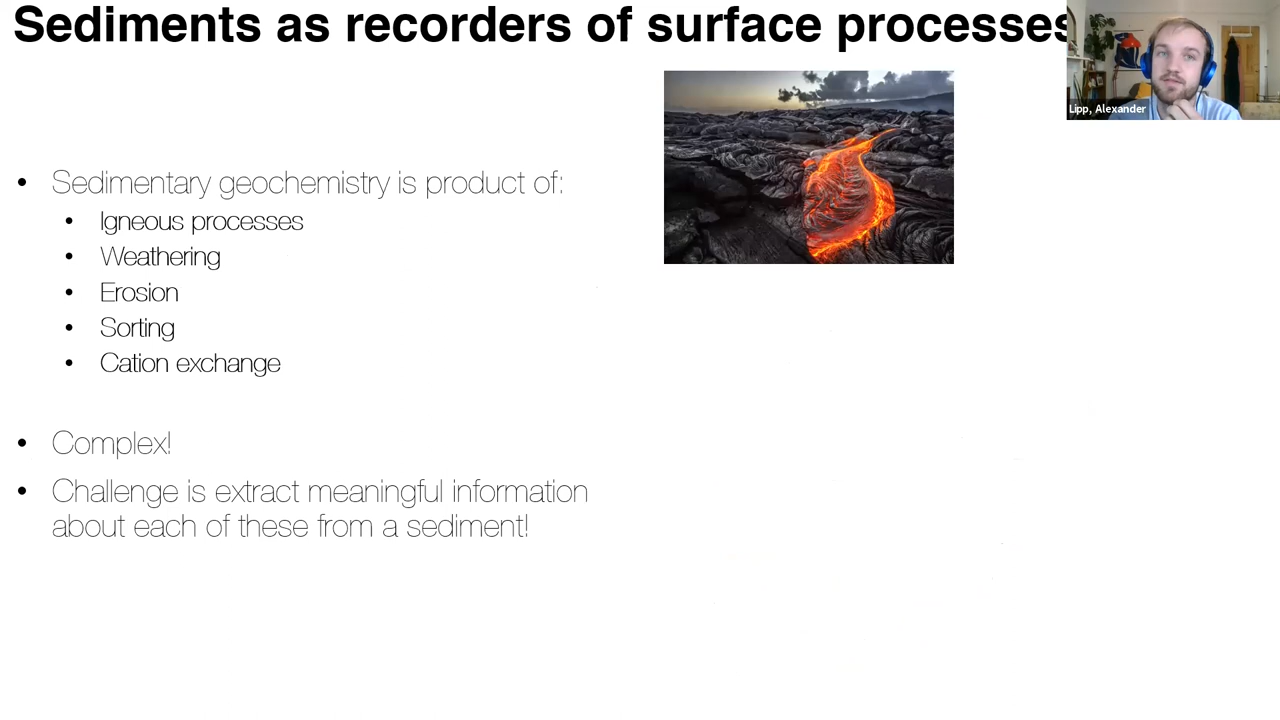 Sediments as recorders of surface processes
Lipp, Alexander
• Sedimentary geochemistry is product of:
• Igneous processes
• Weathering
• Erosion
• Sorting
• Cation exchange
• Complex!
• Challenge is extract meaningful information
about each of these from a sediment!